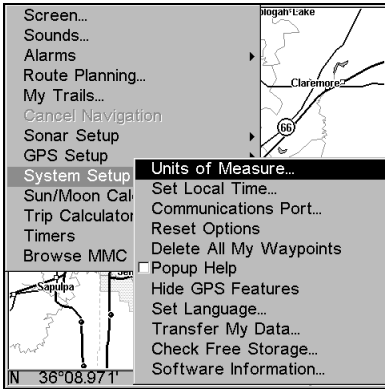 Screen...
Sounds...
Alarms
Route Planning...
My Trails...
Cancel Navigation
Sonar Setup
GPS Setup
System Setup
Sun/Moon Cal
Trip Calculator
Timers
Browse MMC
Units of Measure...
Set Local Time...
Communications Port...
Reset Options
Delete All My Waypoints
Popup Help
Hide GPS Features
Set Language...
Transfer My Data...
Check Free Storage...
Software Information...
Lake
Claremore
66
Sapulpa
N 36°08.971'